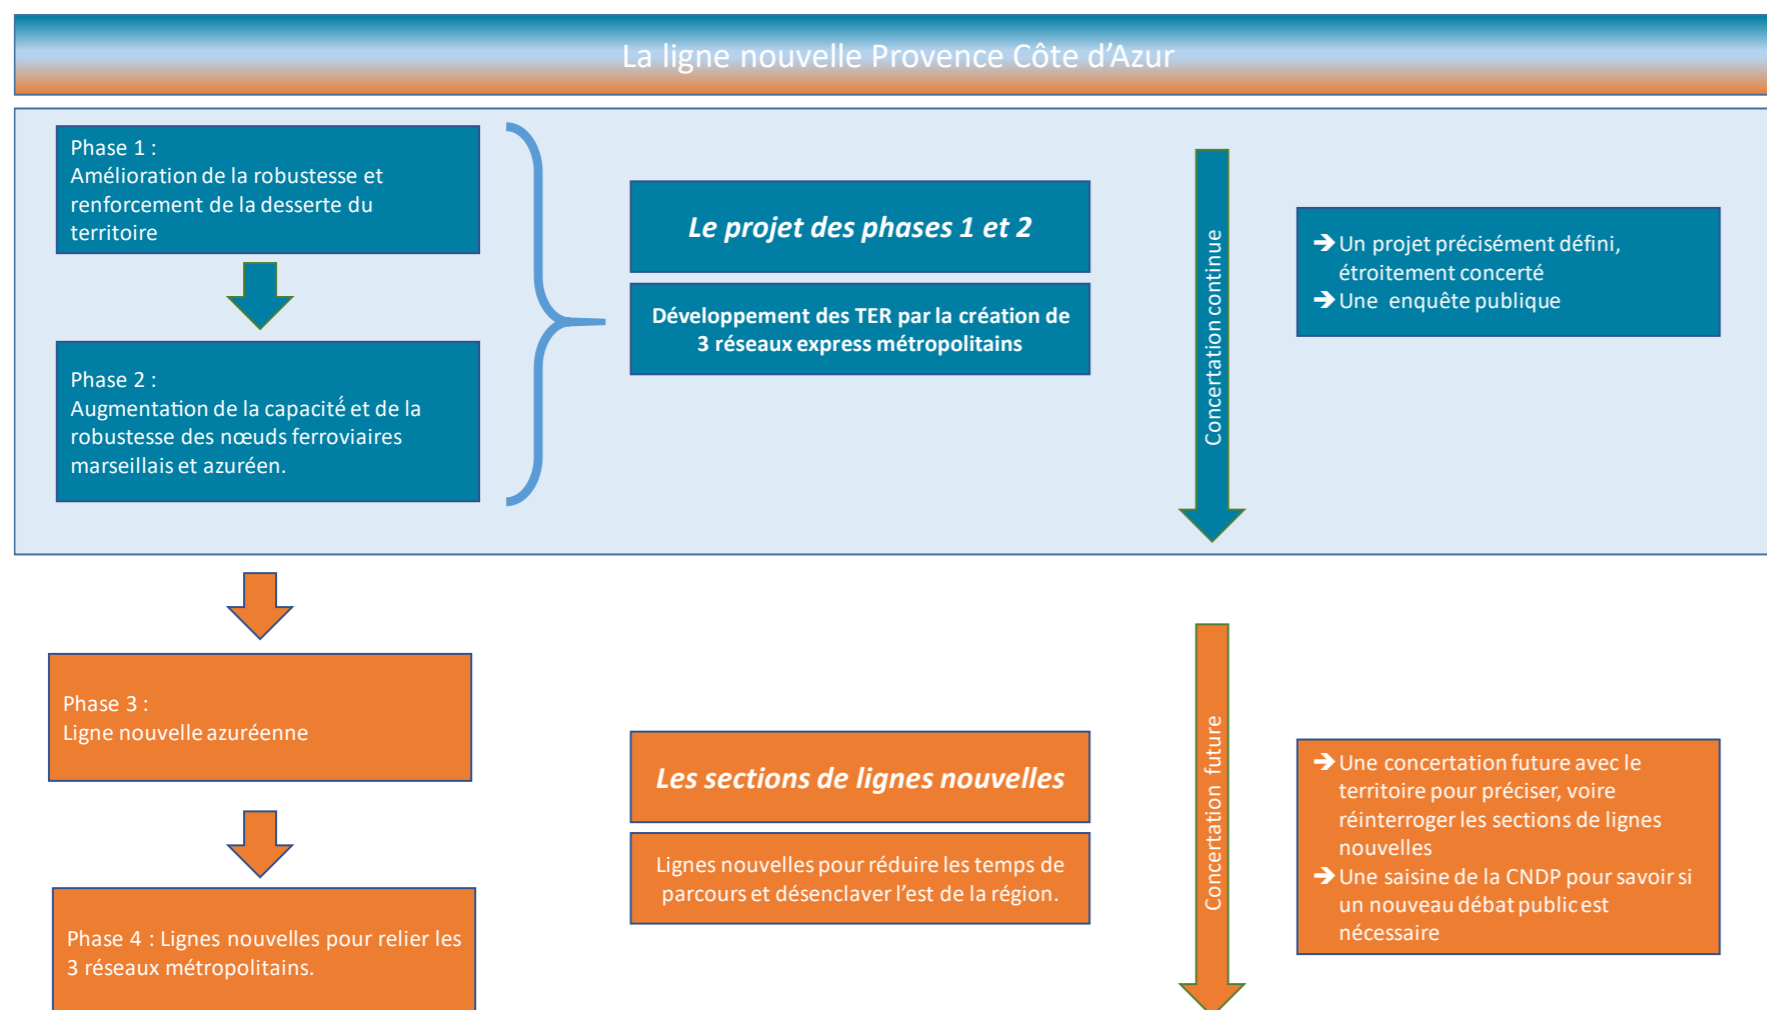 La ligne nouvelle Provence Côte d'Azur
Phase 1 :
Amélioration de la robustesse et
renforcement de la desserte du
territoire
Phase 2 :
Augmentation de la capacité et de la
robustesse des nœuds ferroviaires
marseillais et azuréen.
Le projet des phases 1 et 2
Développement des TER par la création de
3 réseaux express métropolitains
Concertation continue
➔ Un projet précisément défini,
étroitement concerté
➔ Une enquête publique
Phase 3 :
Ligne nouvelle azuréenne
Phase 4 : Lignes nouvelles pour relier les
3 réseaux métropolitains.
Les sections de lignes nouvelles
Lignes nouvelles pour réduire les temps de
parcours et désenclaver l'est de la région.
Concertation future
➔ Une concertation future avec le
territoire pour préciser, voire
réinterroger les sections de lignes
nouvelles
➔ Une saisine de la CNDP pour savoir si
un nouveau débat public est
nécessaire